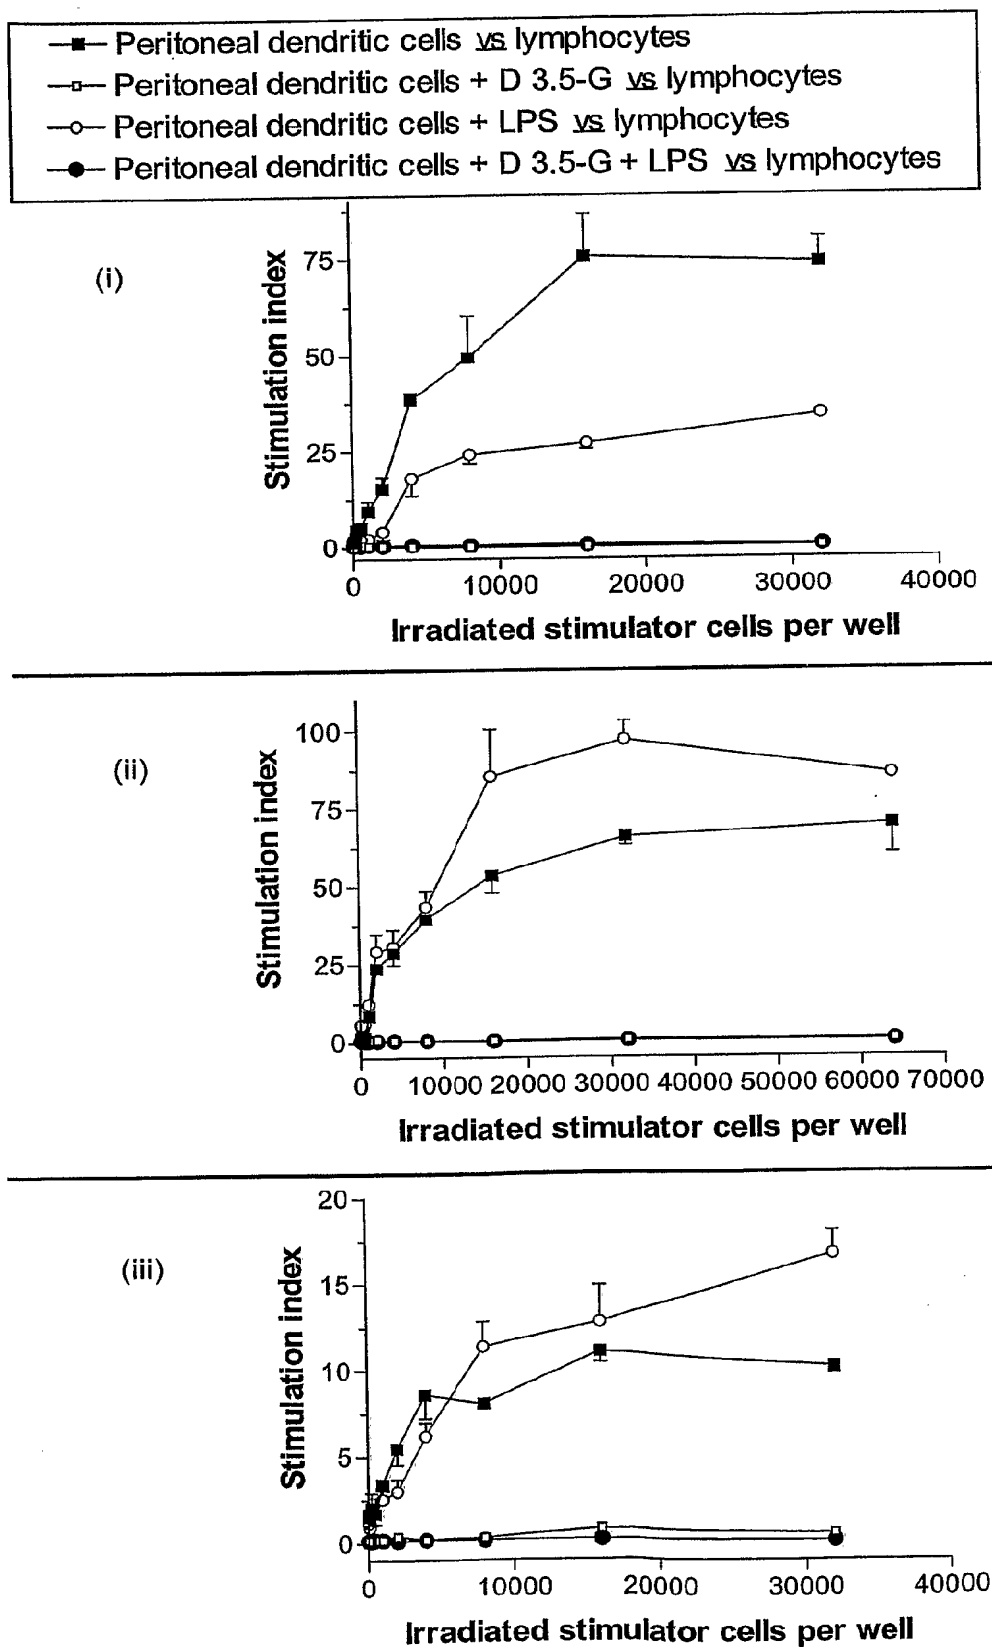 Peritoneal dendritic cells vs lymphocytes
Peritoneal dendritic cells + D 3.5-G vs lymphocytes
Peritoneal dendritic cells + LPS vs lymphocytes
Peritoneal dendritic cells + D 3.5-G + LPS vs lymphocytes
(i)
Stimulation index
75
50
25
0
0 10000 20000 30000 40000
Irradiated stimulator cells per well
(ii)
Stimulation index
100
75
50
25
0
0 10000 20000 30000 40000 50000 60000 70000
Irradiated stimulator cells per well
(iii)
Stimulation index
20
15
10
5
0
0 10000 20000 30000 40000
Irradiated stimulator cells per well